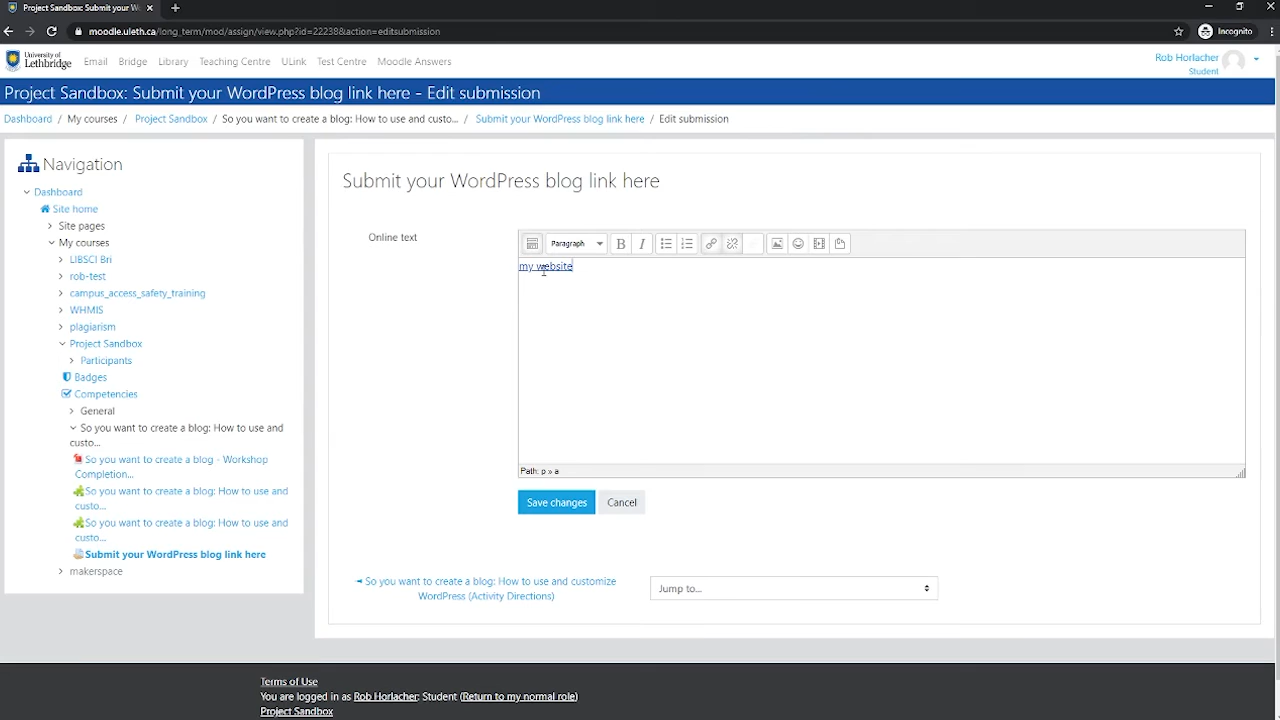 Project Sandbox: Submit your W
moodle.uleth.ca/long_term/mod/assign/view.php?id=22238&action=editsubmission
Incognito
University of
Lethbridge
Email Bridge Library Teaching Centre ULink Test Centre Moodle Answers
Rob Horlacher
Student
Project Sandbox: Submit your WordPress blog link here - Edit submission
Dashboard / My courses / Project Sandbox / So you want to create a blog: How to use and custo... / Submit your WordPress blog link here / Edit submission
Navigation
Dashboard
Site home
Site pages
My courses
LIBSCI Bri
rob-test
campus_access_safety_training
WHMIS
plagiarism
Project Sandbox
Participants
Badges
Competencies
General
So you want to create a blog: How to use and
custo...
So you want to create a blog - Workshop
Completion...
So you want to create a blog: How to use and
custo...
So you want to create a blog: How to use and
custo...
Submit your WordPress blog link here
makerspace
Submit your WordPress blog link here
Online text
Paragraph B I
my website
Path: p » a
Save changes Cancel
◄ So you want to create a blog: How to use and customize
WordPress (Activity Directions)
Jump to...
Terms of Use
You are logged in as Rob Horlacher: Student (Return to my normal role)
Project Sandbox